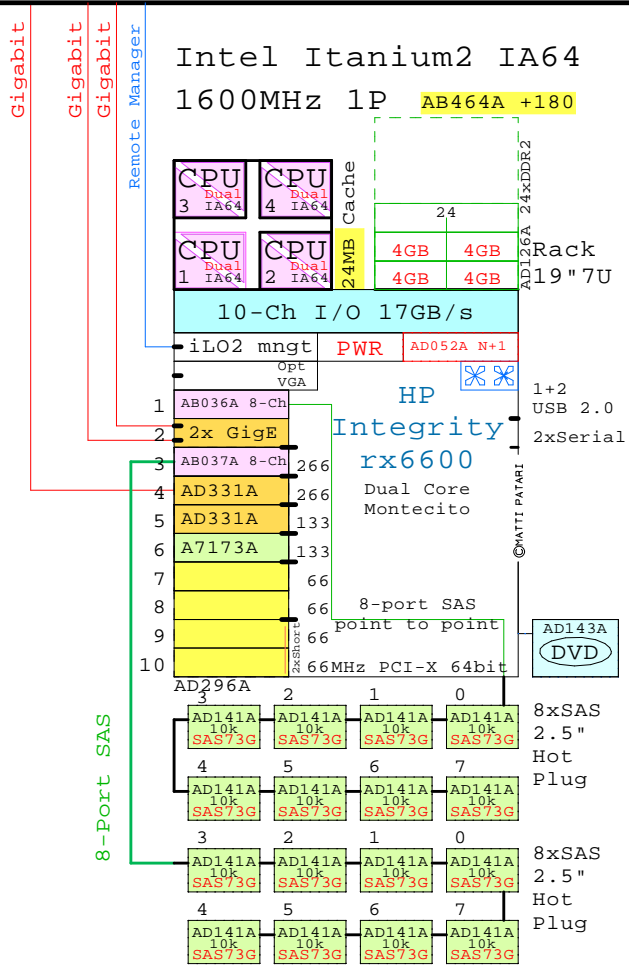 Gigabit
Gigabit
Gigabit
Remote Manager
Intel Itanium2 IA64
1600MHz 1P
AB464A +180
CPU
Dual
3 IA64
CPU
Dual
4 IA64
CPU
Dual
1 IA64
CPU
Dual
2 IA64
24MB Cache
24
4GB 4GB
4GB 4GB
AD126A 24xDDR2
Rack
19"7U
10-Ch I/O 17GB/s
iLO2 mngt
PWR
AD052A N+1
Opt
VGA
1 AB036A 8-Ch
2 2x GigE
3 AB037A 8-Ch 266
4 AD331A 266
5 AD331A 133
6 A7173A 133
7 66
8 66
9 66
10 66MHz PCI-X 64bit
2xShort
HP
Integrity
rx6600
Dual Core
Montecito
1+2
USB 2.0
2xSerial
©MATTI PATARI
8-port SAS
point to point
AD143A
DVD
AD296A
8-Port SAS
3 2 1 0
AD141A AD141A AD141A AD141A
10k 10k 10k 10k
SAS73G SAS73G SAS73G SAS73G
4 5 6 7
AD141A AD141A AD141A AD141A
10k 10k 10k 10k
SAS73G SAS73G SAS73G SAS73G
8xSAS
2.5"
Hot
Plug
3 2 1 0
AD141A AD141A AD141A AD141A
10k 10k 10k 10k
SAS73G SAS73G SAS73G SAS73G
4 5 6 7
AD141A AD141A AD141A AD141A
10k 10k 10k 10k
SAS73G SAS73G SAS73G SAS73G
8xSAS
2.5"
Hot
Plug